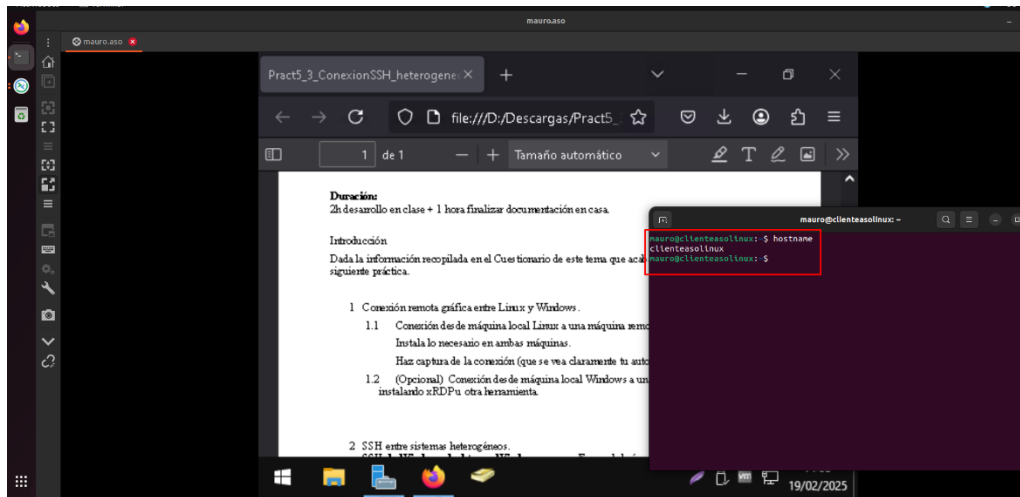 mauro.aso
mauro.aso
Pract5_3_ConexionSSH_heterogene
file:///D:/Descargas/Pract5_
1 de 1
Tamaño automático
Duración:
2h desarrollo en clase + 1 hora finalizar documentación en casa.
Introducción
Dada la información recopilada en el Cuestionario de este tema que aca
siguiente práctica.
1 Conexión remota gráfica entre Linux y Windows.
1.1 Conexión desde máquina local Linux a una máquina remo
Instala lo necesario en ambas máquinas.
Haz captura de la conexión (que se vea claramente tu auto
1.2 (Opcional) Conexión desde máquina local Windows a un
instalando xRDPu otra herramienta.
2 SSH entre sistemas heterogéneos.
mauro@clienteasolinux: ~
mauro@clienteasolinux:~$ hostname
clienteasolinux
mauro@clienteasolinux:~$
19/02/2025